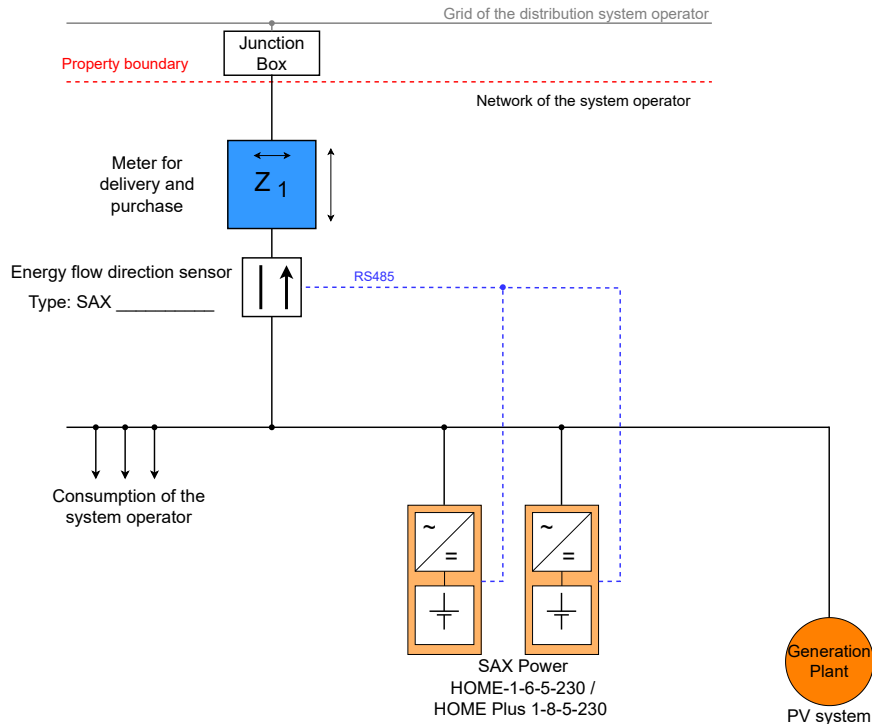 Grid of the distribution system operator
Junction
Box
Property boundary
Network of the system operator
Meter for
delivery and
purchase
Z 1
Energy flow direction sensor
Type: SAX __________
RS485
Consumption of the
system operator
~
=
~
=
SAX Power
HOME-1-6-5-230 /
HOME Plus 1-8-5-230
Generation
Plant
PV system